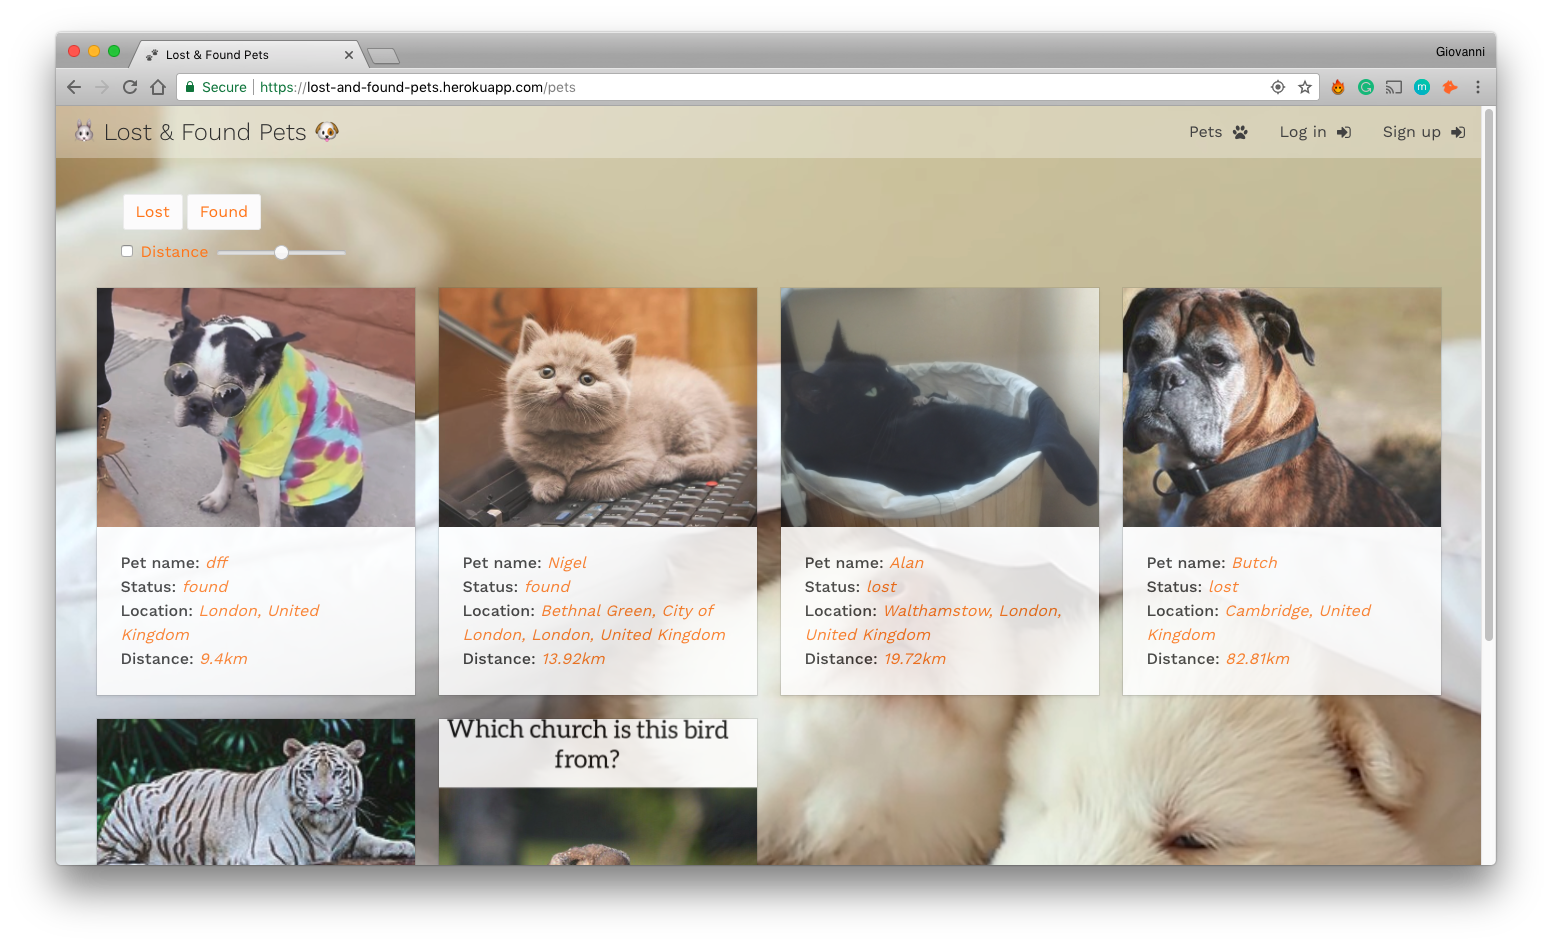 Lost & Found Pets
Giovanni
Secure https://lost-and-found-pets.herokuapp.com/pets
Lost & Found Pets
Pets
Log in
Sign up
Lost
Found
Distance
Pet name: dff
Status: found
Location: London, United
Kingdom
Distance: 9.4km
Pet name: Nigel
Status: found
Location: Bethnal Green, City of
London, London, United Kingdom
Distance: 13.92km
Pet name: Alan
Status: lost
Location: Walthamstow, London,
United Kingdom
Distance: 19.72km
Pet name: Butch
Status: lost
Location: Cambridge, United
Kingdom
Distance: 82.81km
Which church is this bird
from?